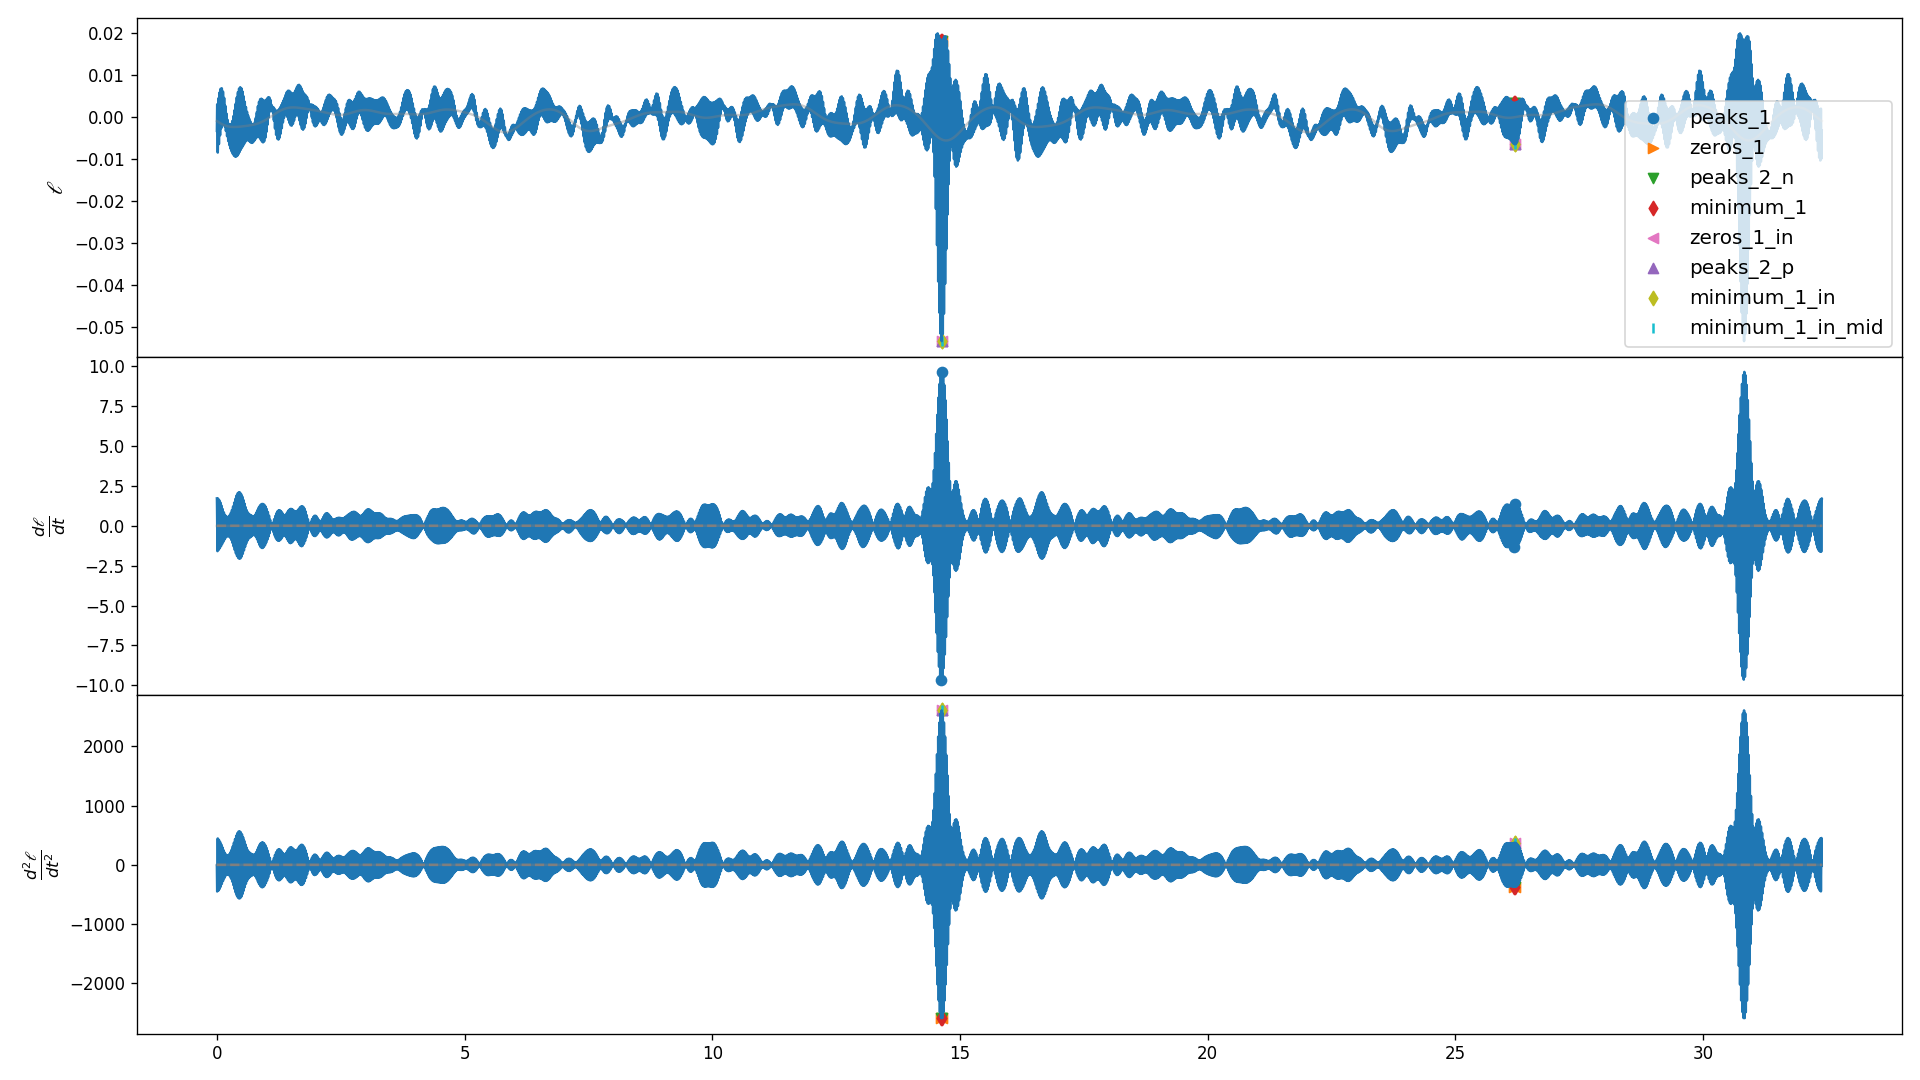 0.02
0.01
0.00
−0.01
−0.02
−0.03
−0.04
−0.05
ℓ
peaks_1
zeros_1
peaks_2_n
minimum_1
zeros_1_in
peaks_2_p
minimum_1_in
minimum_1_in_mid
10.0
7.5
5.0
2.5
0.0
−2.5
−5.0
−7.5
−10.0
dℓ
dt
2000
1000
0
−1000
−2000
d²ℓ
dt²
0 5 10 15 20 25 30